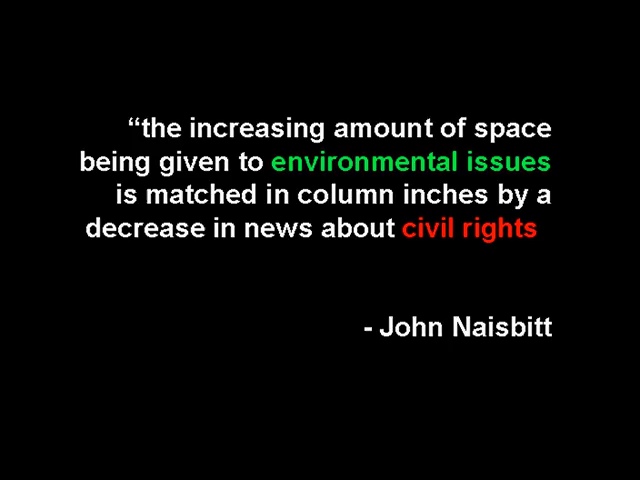 “the increasing amount of space
being given to environmental issues
is matched in column inches by a
decrease in news about civil rights
- John Naisbitt